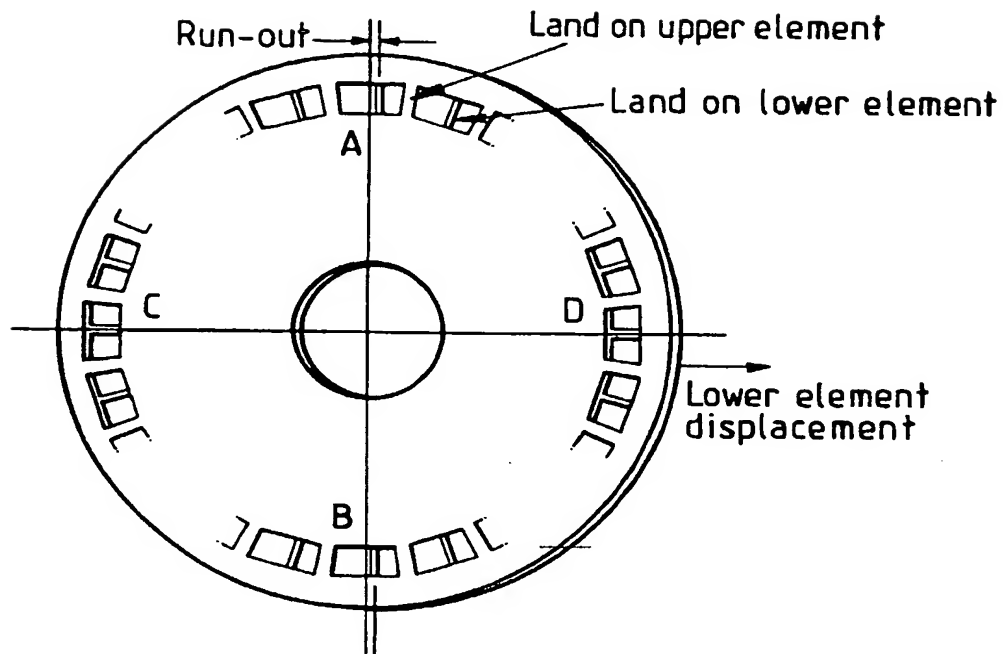 Run-out
Land on upper element
Land on lower element
A
C
D
Lower element
displacement
B